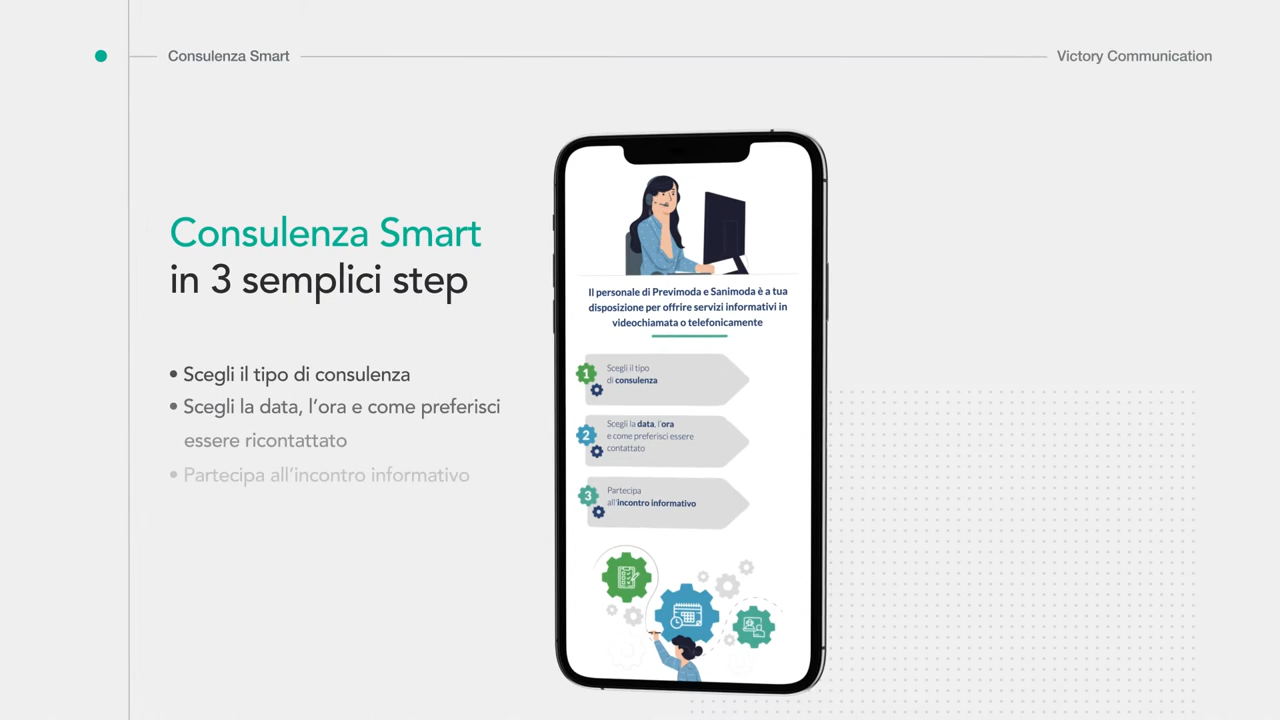 Consulenza Smart
Victory Communication
Consulenza Smart
in 3 semplici step
• Scegli il tipo di consulenza
• Scegli la data, l’ora e come preferisci
essere ricontattato
• Partecipa all’incontro informativo
Il personale di Previmoda e Sanimoda è a tua
disposizione per offrire servizi informativi in
videochiamata o telefonicamente
1
Scegli il tipo
di consulenza
2
Scegli la data, l’ora
e come preferisci essere
contattato
3
Partecipa
all’incontro informativo